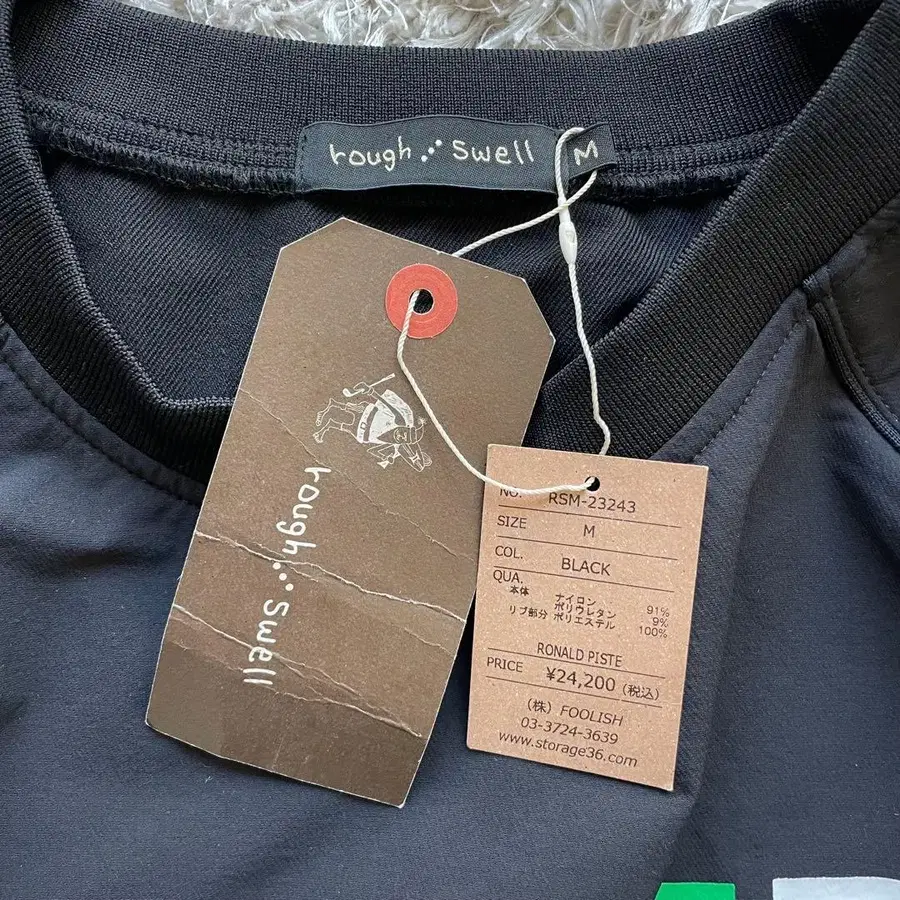 rough Swell
M
rough Swell
NO. RSM-23243
SIZE M
COL. BLACK
QUA.
本体 ナイロン 91%
ポリウレタン 9%
リブ部分 ポリエステル 100%
RONALD PISTE
PRICE ¥24,200（税込）
（株）FOOLISH
03-3724-3639
www.storage36.com